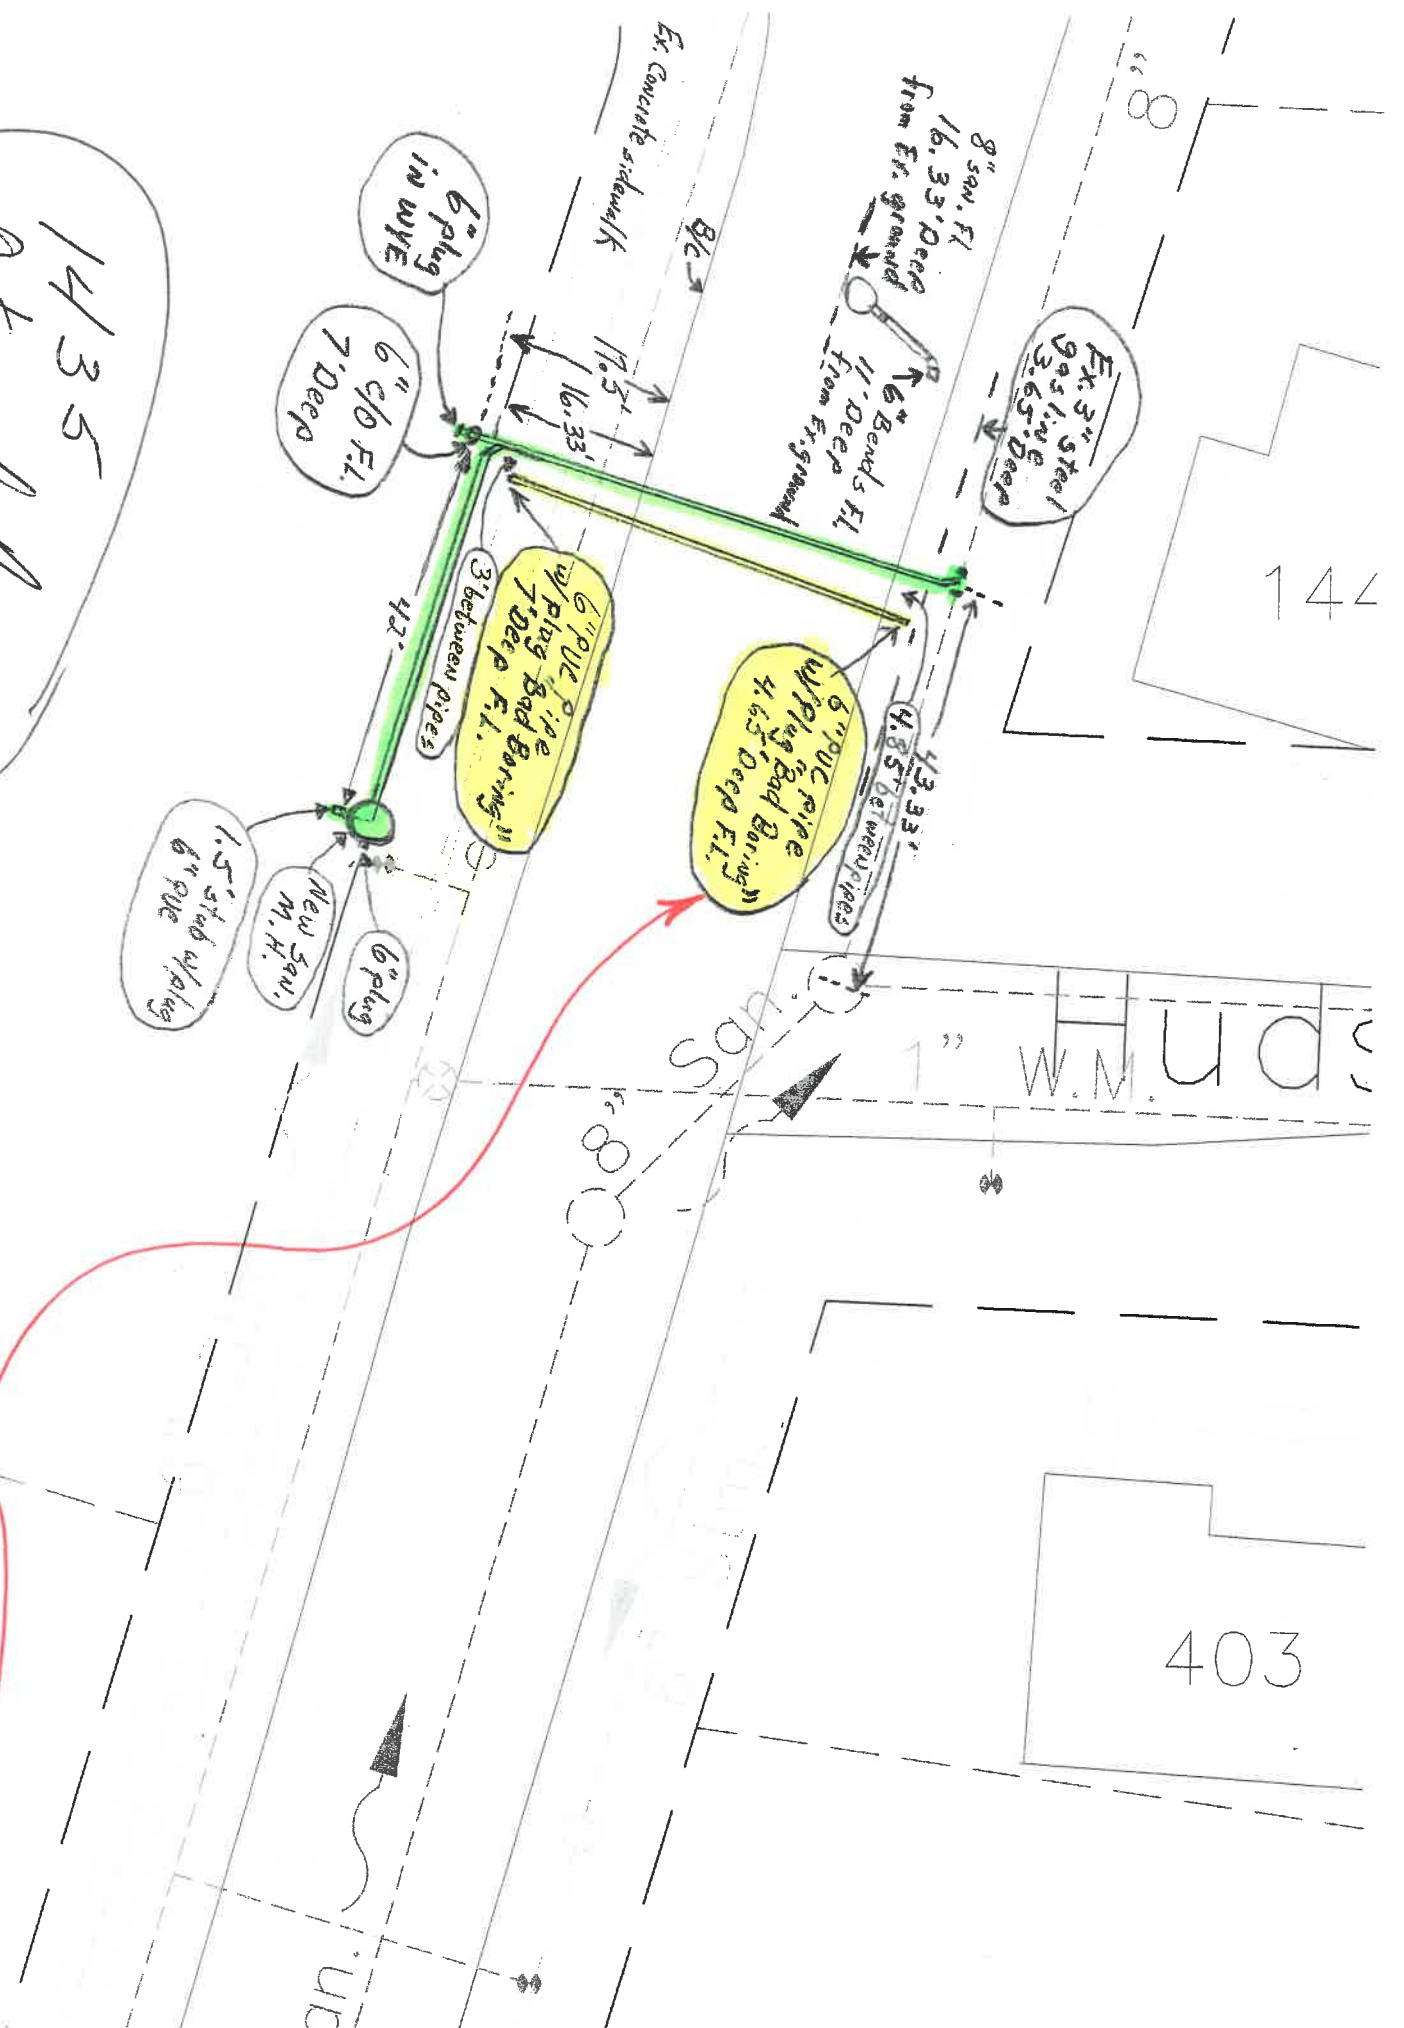 "8
8" San. FL
16.33' Deep
from Ex. ground
Ex. Concrete sidewalk
B/C
6" Bends F.L.
11' Deep
from Ex. ground
Ex. 3" Steel
gas line
3.65' Deep
144
6" plug
in WYE
6" C/O F.L.
7' Deep
17.5'
16.33'
42'
3' between pipes
6" PVC Pipe
w/plug "Bad Boring"
7' Deep F.L.
6" PVC Pipe
w/plug "Bad Boring"
4.65' Deep F.L.
4.85' between pipes
43.33'
1.5' stub w/plug
6" PVC
New San.
M.H.
6" plug
1435
"8" San.
1" W.M.
Huds
403
an.